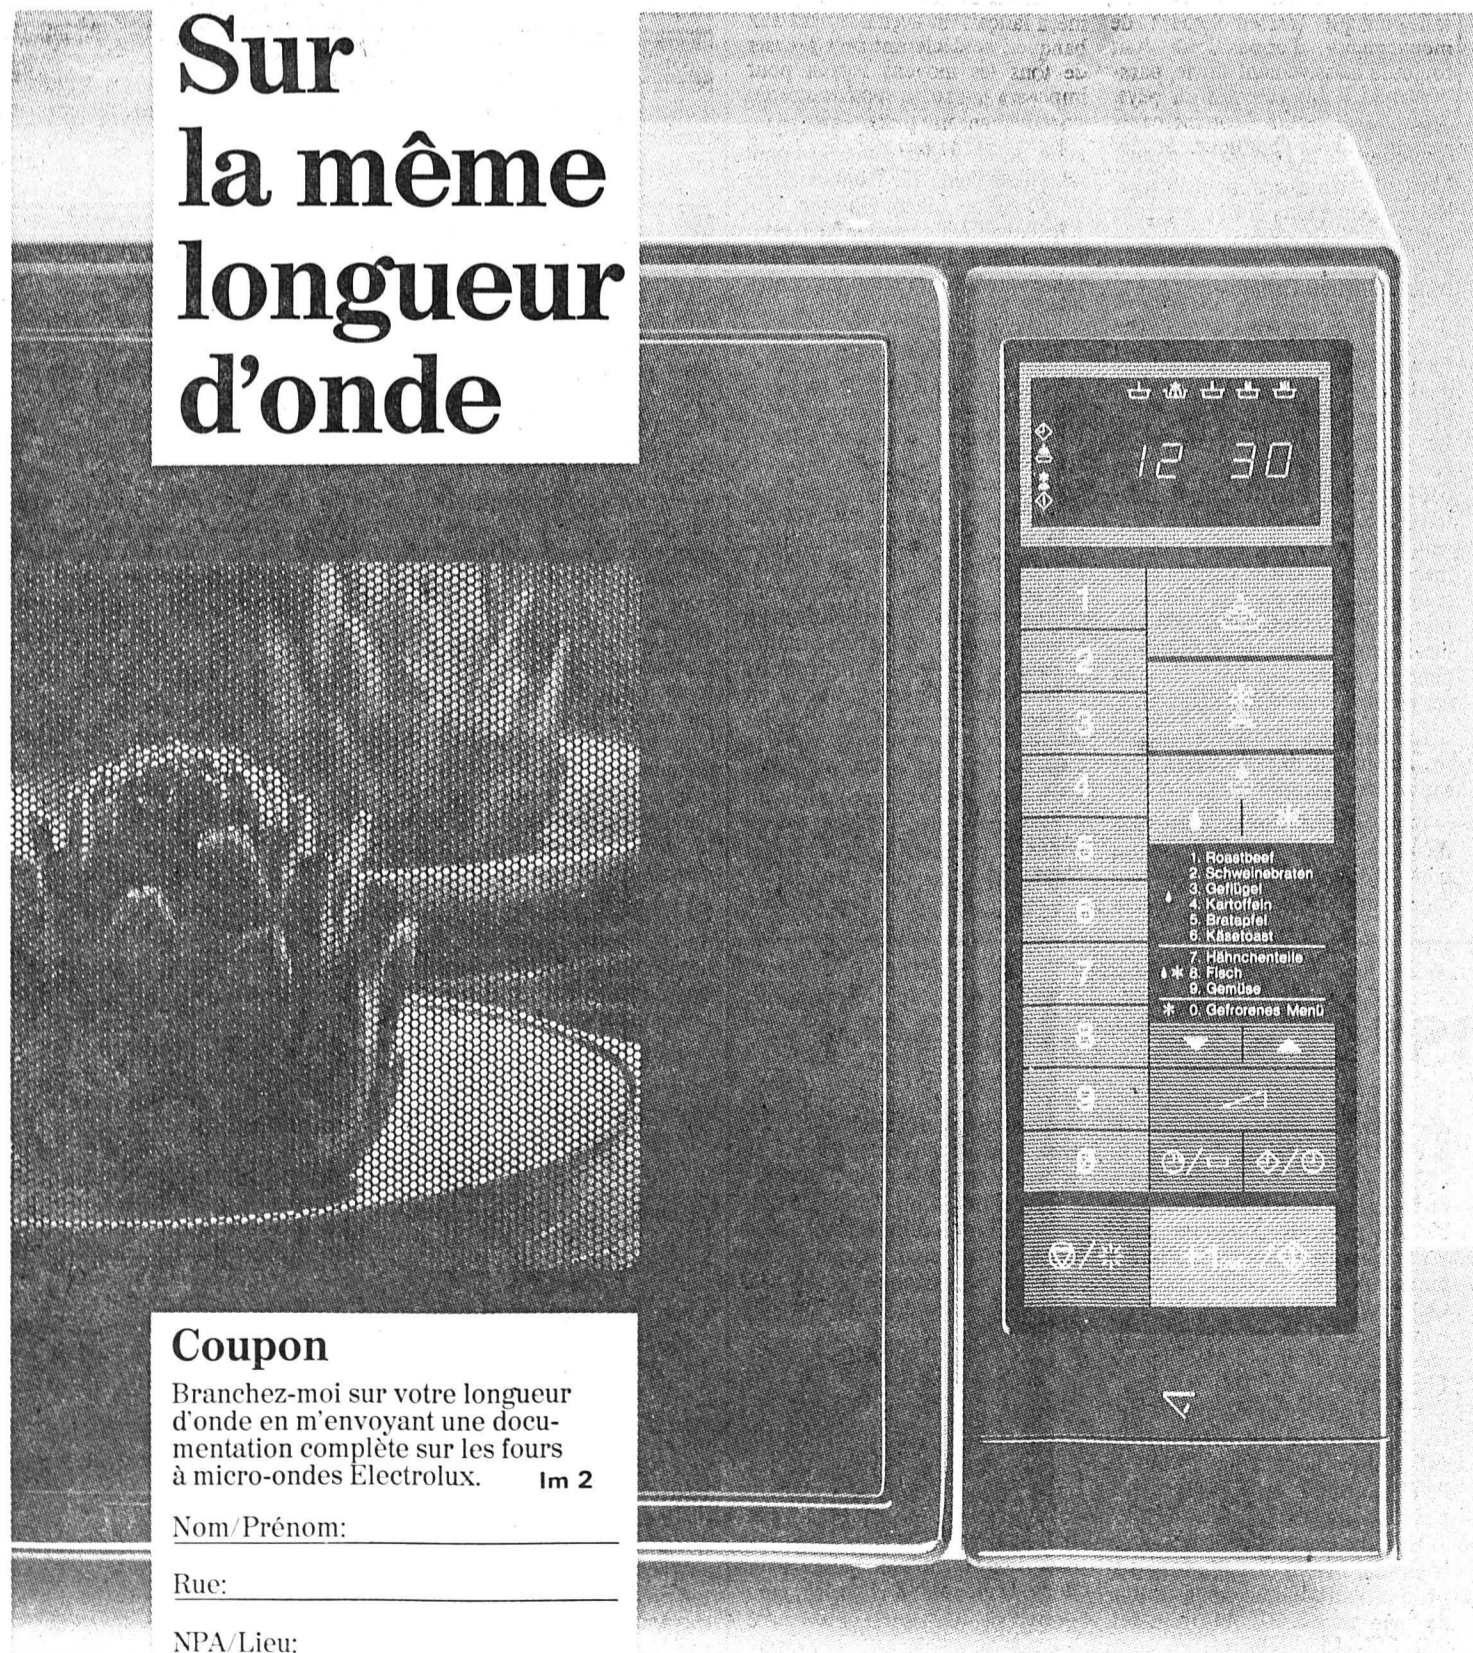 Sur
la même
longueur
d'onde
12 30
1
2
3
4
5
6
7
8
9
0
1. Roastbeef
2. Schweinebraten
3. Geflügel
4. Kartoffeln
5. Bratapfel
6. Käsetoast
7. Hähnchenteile
8. Fisch
9. Gemüse
0. Gefrorenes Menü
Coupon
Branchez-moi sur votre longueur
d'onde en m'envoyant une docu-
mentation complète sur les fours
à micro-ondes Electrolux. Im 2
Nom/Prénom:
Rue:
NPA/Lieu: